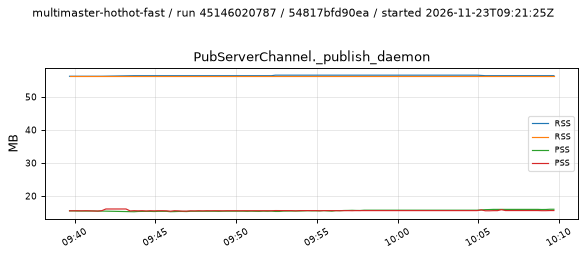 multimaster-hothot-fast / run 45146020787 / 54817bfd90ea / started 2026-11-23T09:21:25Z
PubServerChannel._publish_daemon
MB
50
40
30
20
RSS
RSS
PSS
PSS
09:40
09:45
09:50
09:55
10:00
10:05
10:10